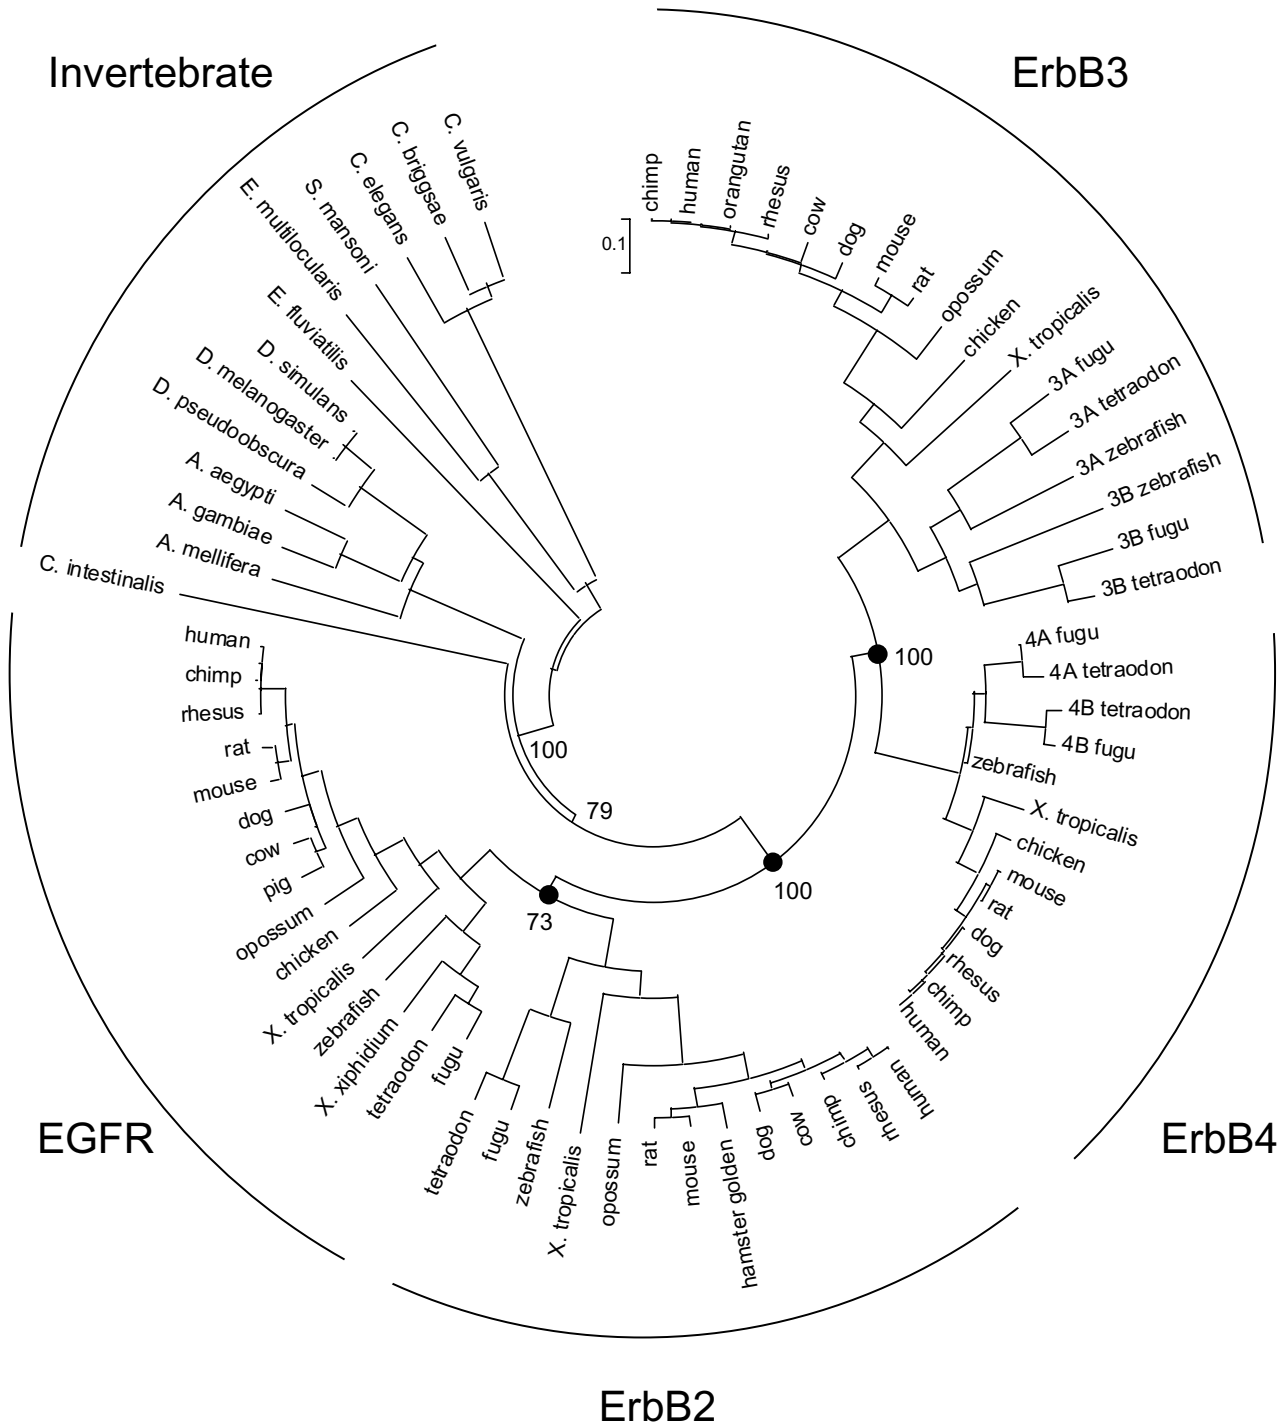 Invertebrate
ErbB3
C. vulgaris
C. briggsae
C. elegans
S. mansoni
E. multilocularis
E. fluviatilis
D. simulans
D. melanogaster
D. pseudoobscura
A. aegypti
A. gambiae
A. mellifera
C. intestinalis
0.1
chimp
human
orangutan
rhesus
cow
dog
mouse
rat
opossum
chicken
X. tropicalis
3A fugu
3A tetraodon
3A zebrafish
3B zebrafish
3B fugu
3B tetraodon
4A fugu
4A tetraodon
4B tetraodon
4B fugu
zebrafish
X. tropicalis
chicken
mouse
rat
dog
rhesus
chimp
human
ErbB4
human
rhesus
chimp
cow
dog
hamster golden
mouse
rat
opossum
X. tropicalis
zebrafish
fugu
tetraodon
ErbB2
fugu
tetraodon
X. xiphidium
zebrafish
X. tropicalis
chicken
opossum
pig
cow
dog
mouse
rat
rhesus
chimp
human
EGFR
100
100
79
100
73